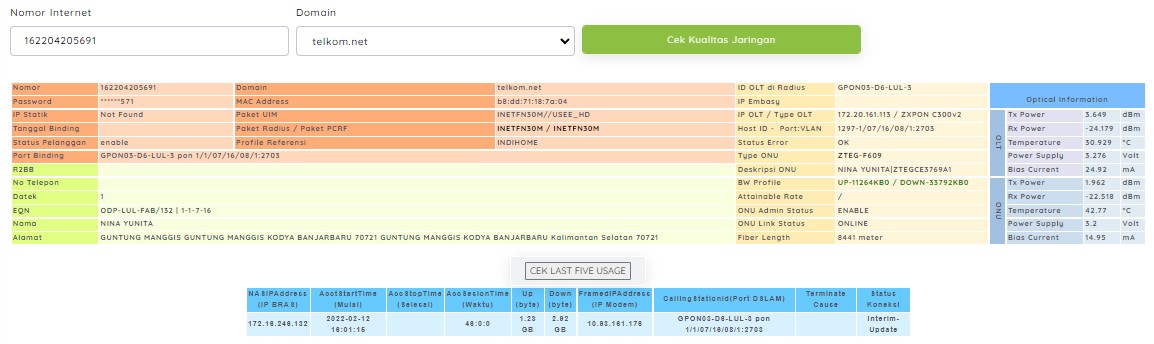 Nomor Internet Domain
162204205691 telkom.net Cek Kualitas Jaringan
Nomor 162204205691 Domain telkom.net ID OLT di Radius GPON03-D6-LUL-3 Optical Information
Password ******571 MAC Address b8:dd:71:18:7a:04 IP Embasy
IP Statik Not Found Paket UIM INETFN30M//USEE_HD IP OLT / Type OLT 172.20.161.113 / ZXPON C300v2 OLT Tx Power 3.649 dBm
Tanggal Binding Paket Radius / Paket PCRF INETFN30M / INETFN30M Host ID - Port:VLAN 1297-1/07/16/08/1:2703 Rx Power -24.179 dBm
Status Pelanggan enable Profile Referensi INDIHOME Status Error OK Temperature 30.929 °C
Port Binding GPON03-D6-LUL-3 pon 1/1/07/16/08/1:2703 Type ONU ZTEG-F609 Power Supply 3.276 Volt
R2BB Deskripsi ONU NINA YUNITA|ZTEGCE3769A1 Bias Current 24.92 mA
No Telepon BW Profile UP-11264KB0 / DOWN-33792KB0 ONU Tx Power 1.962 dBm
Datek 1 Attainable Rate / Rx Power -22.518 dBm
EQN ODP-LUL-FAB/132 | 1-1-7-16 ONU Admin Status ENABLE Temperature 42.77 °C
Nama NINA YUNITA ONU Link Status ONLINE Power Supply 3.2 Volt
Alamat GUNTUNG MANGGIS GUNTUNG MANGGIS KODYA BANJARBARU 70721 GUNTUNG MANGGIS KODYA BANJARBARU Kalimantan Selatan 70721 Fiber Length 8441 meter Bias Current 14.95 mA
CEK LAST FIVE USAGE
NASIPAddress AcctStartTime AccStopTime AccSesionTime Up Down FramedIPAddress CallingStationId(Port DSLAM) Terminate Status
(IP ERAS) (Mulai) (Selesai) (Waktu) (byte) (byte) (IP Modem) Cause Koneksi
172.16.246.132 2022-02-12 46:0:0 1.23 2.92 10.63.161.176 GPON03-D6-LUL-3 pon Interim-
16:01:15 GB GB 1/1/07/16/08/1:2703 Update